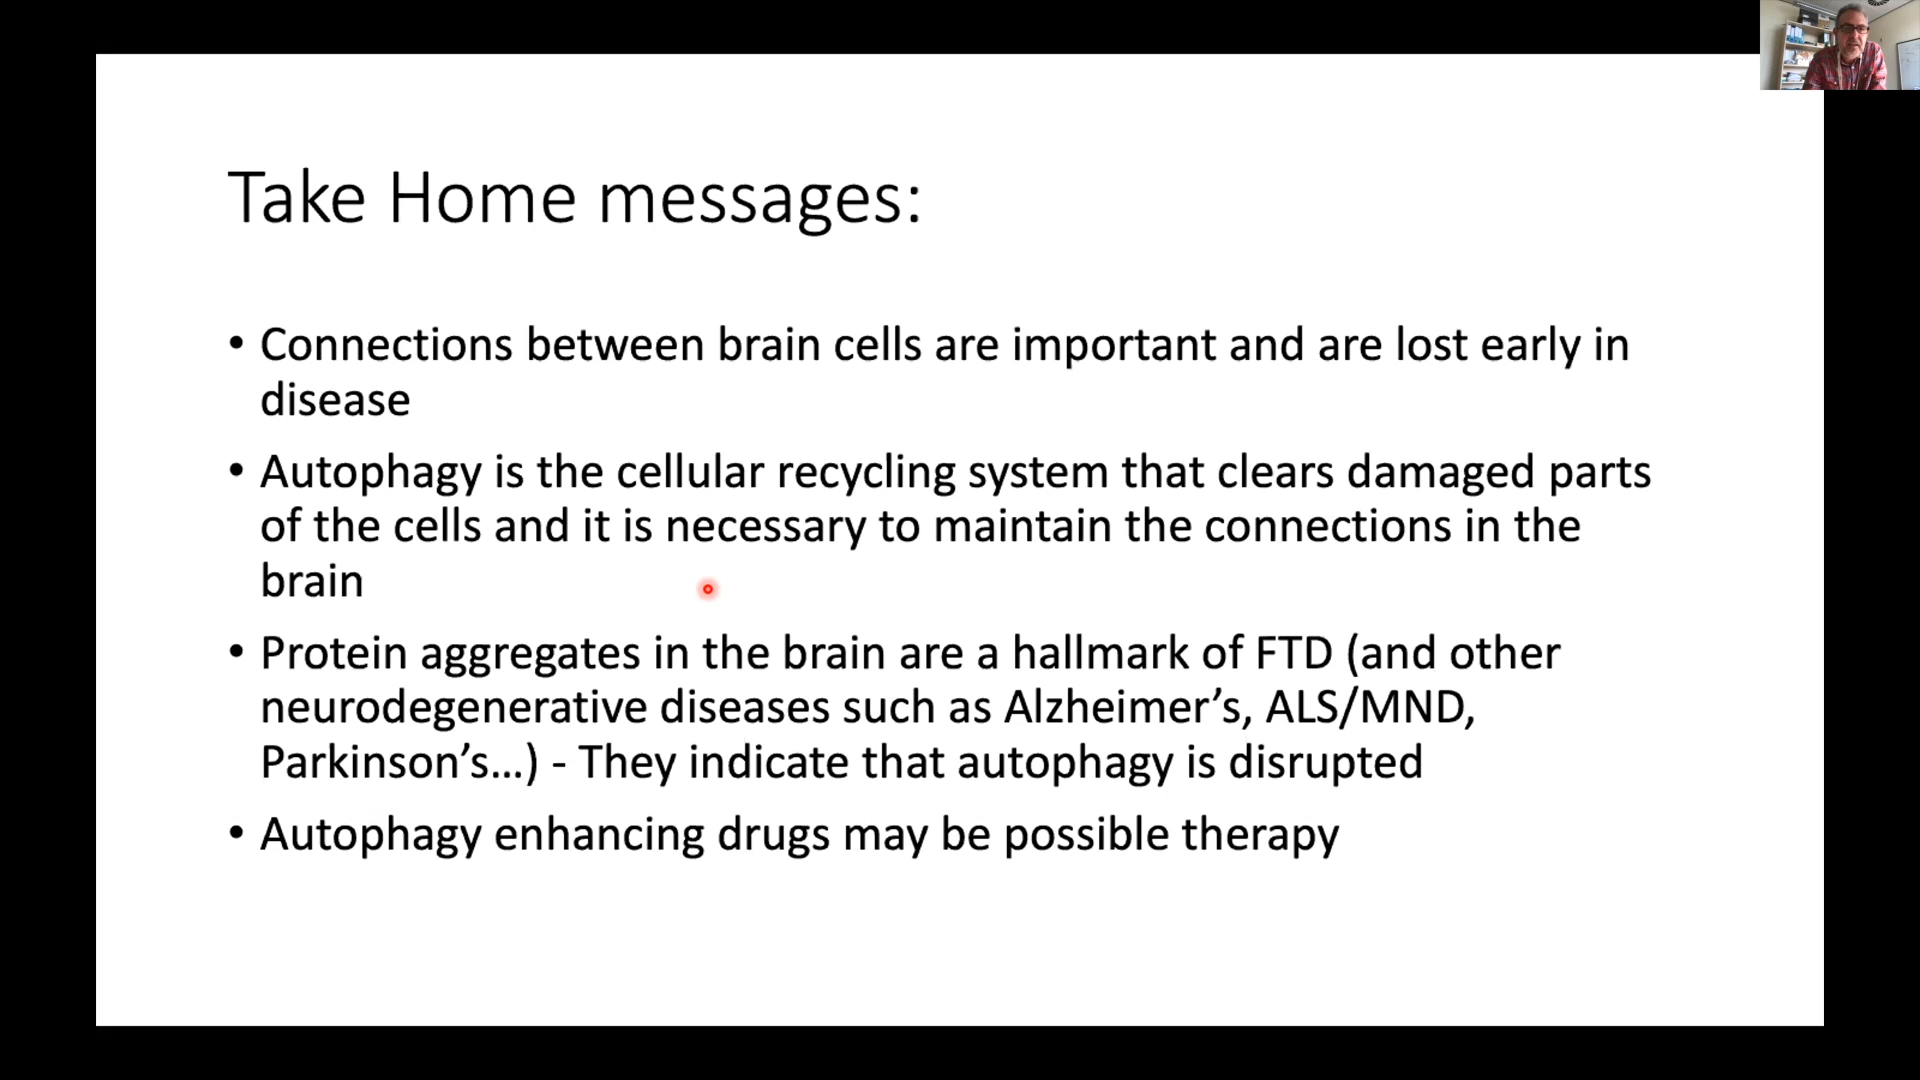 Take Home messages:
• Connections between brain cells are important and are lost early in
disease
• Autophagy is the cellular recycling system that clears damaged parts
of the cells and it is necessary to maintain the connections in the
brain
• Protein aggregates in the brain are a hallmark of FTD (and other
neurodegenerative diseases such as Alzheimer’s, ALS/MND,
Parkinson’s…) - They indicate that autophagy is disrupted
• Autophagy enhancing drugs may be possible therapy